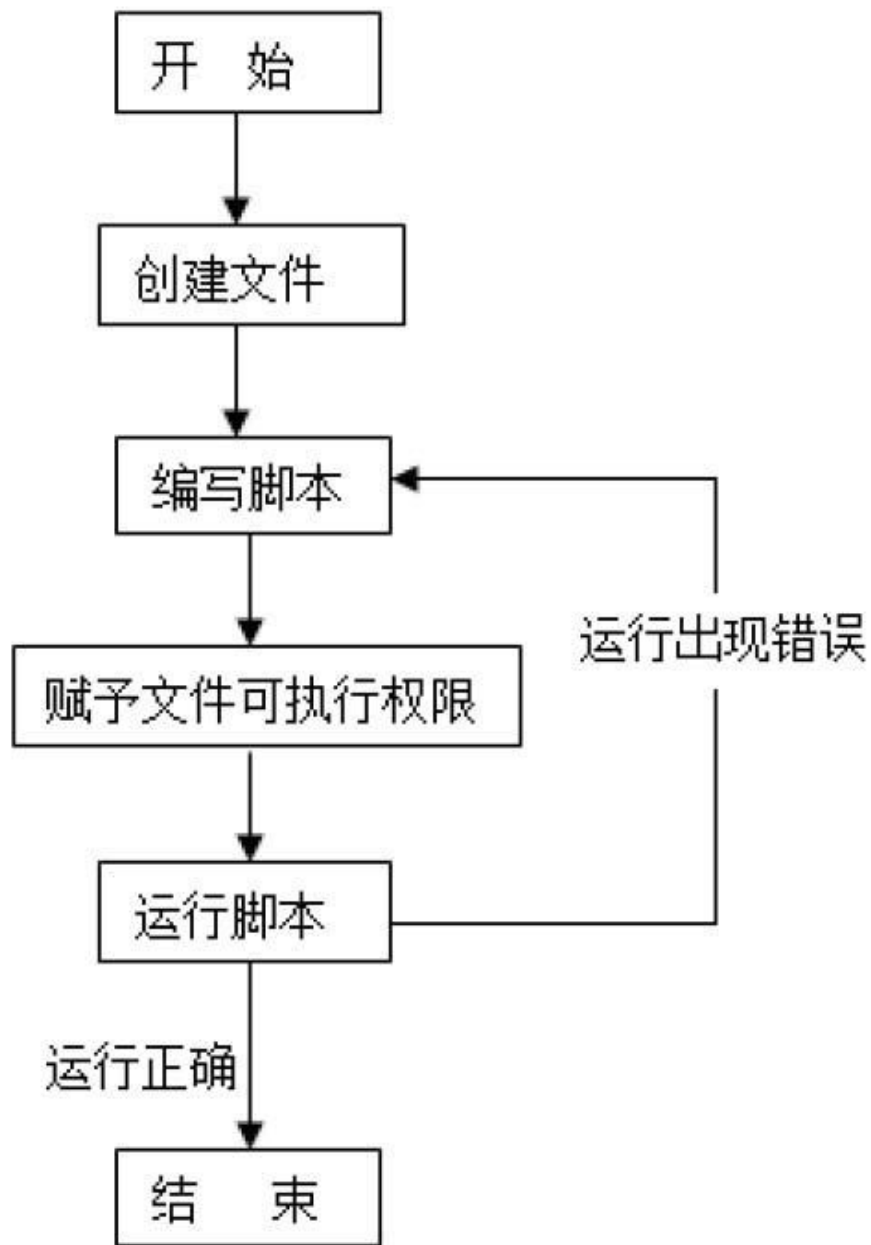 开 始
创建文件
编写脚本
运行出现错误
赋予文件可执行权限
运行脚本
运行正确
结 束